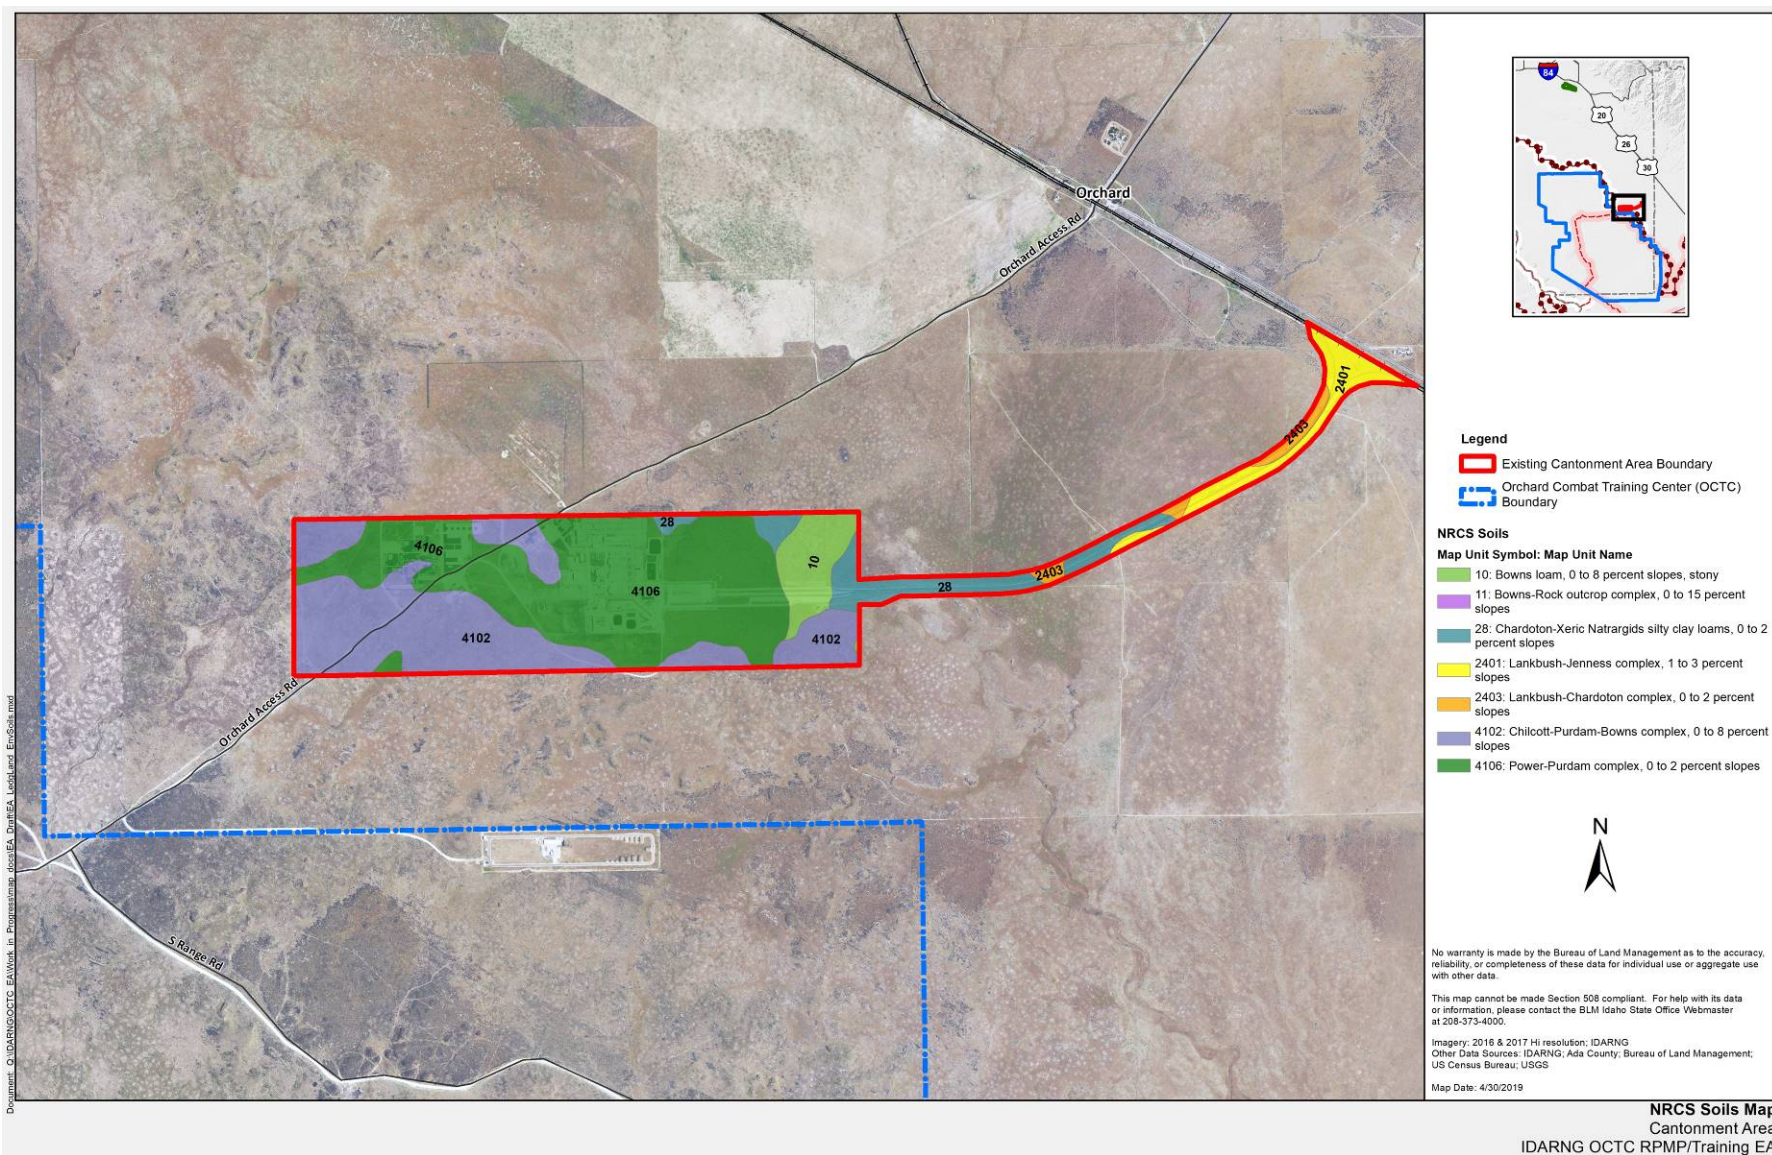 Orchard
Orchard Access Rd
2401
2403
28
4106
10
4106
2403
28
4102
4102
Orchard Access Rd
S Range Rd
84
20
26
30
Legend
Existing Cantonment Area Boundary
Orchard Combat Training Center (OCTC)
Boundary
NRCS Soils
Map Unit Symbol: Map Unit Name
10: Bowns loam, 0 to 8 percent slopes, stony
11: Bowns-Rock outcrop complex, 0 to 15 percent
slopes
28: Chardoton-Xeric Natrargids silty clay loams, 0 to 2
percent slopes
2401: Lankbush-Jenness complex, 1 to 3 percent
slopes
2403: Lankbush-Chardoton complex, 0 to 2 percent
slopes
4102: Chilcott-Purdam-Bowns complex, 0 to 8 percent
slopes
4106: Power-Purdam complex, 0 to 2 percent slopes
N
No warranty is made by the Bureau of Land Management as to the accuracy,
reliability, or completeness of these data for individual use or aggregate use
with other data.
This map cannot be made Section 508 compliant. For help with its data
or information, please contact the BLM Idaho State Office Webmaster
at 208-373-4000.
Imagery: 2016 & 2017 Hi resolution; IDARNG
Other Data Sources: IDARNG; Ada County; Bureau of Land Management;
US Census Bureau; USGS
Map Date: 4/30/2019
Document: Q:\IDARNG\OCTC_EA\Work in Progress\map_docs\EA_Draft\EA_LedgLand_EnvSoils.mxd
NRCS Soils Map
Cantonment Area
IDARNG OCTC RPMP/Training EA